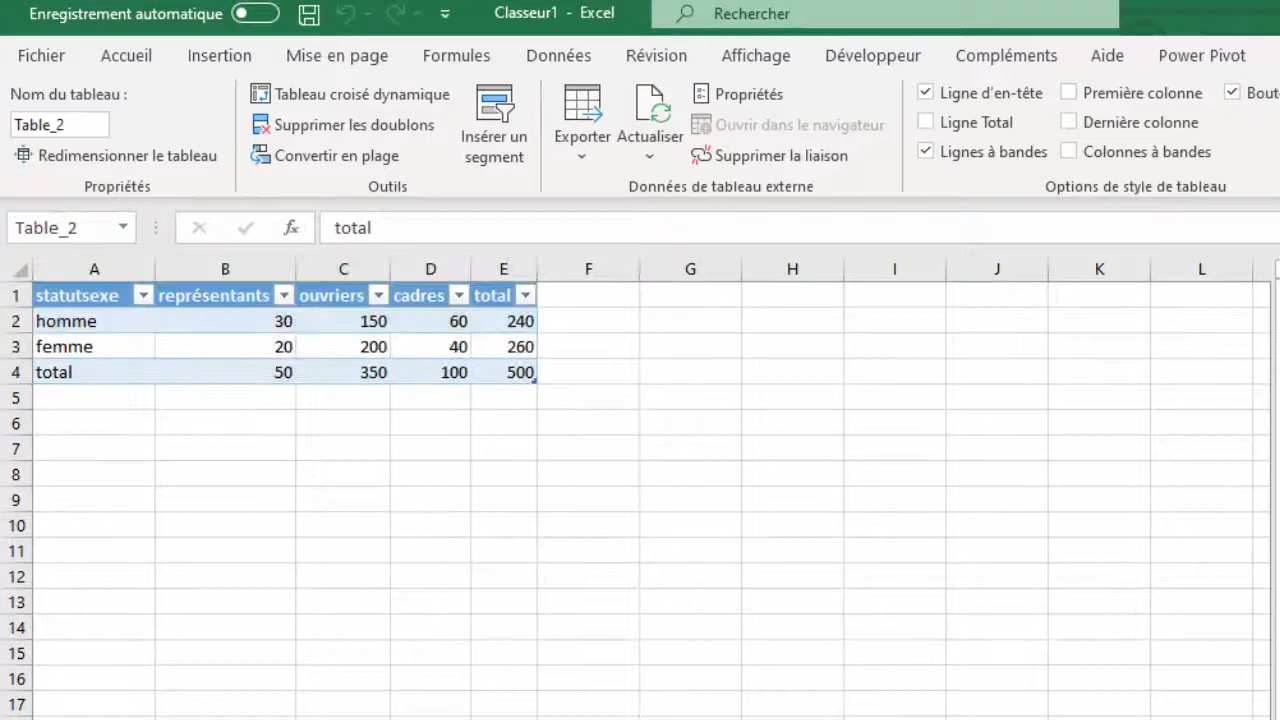 Enregistrement automatique Classeur1 - Excel Rechercher
Fichier Accueil Insertion Mise en page Formules Données Révision Affichage Développeur Compléments Aide Power Pivot
Nom du tableau :
Table_2
Redimensionner le tableau
Propriétés
Tableau croisé dynamique
Supprimer les doublons
Convertir en plage
Insérer un
segment
Outils
Exporter
Actualiser
Propriétés
Ouvrir dans le navigateur
Supprimer la liaison
Données de tableau externe
Ligne d'en-tête Première colonne Bout
Ligne Total Dernière colonne
Lignes à bandes Colonnes à bandes
Options de style de tableau
Table_2 fx total
A B C D E F G H I J K L
1 statutsexe représentants ouvriers cadres total
2 homme 30 150 60 240
3 femme 20 200 40 260
4 total 50 350 100 500
5
6
7
8
9
10
11
12
13
14
15
16
17